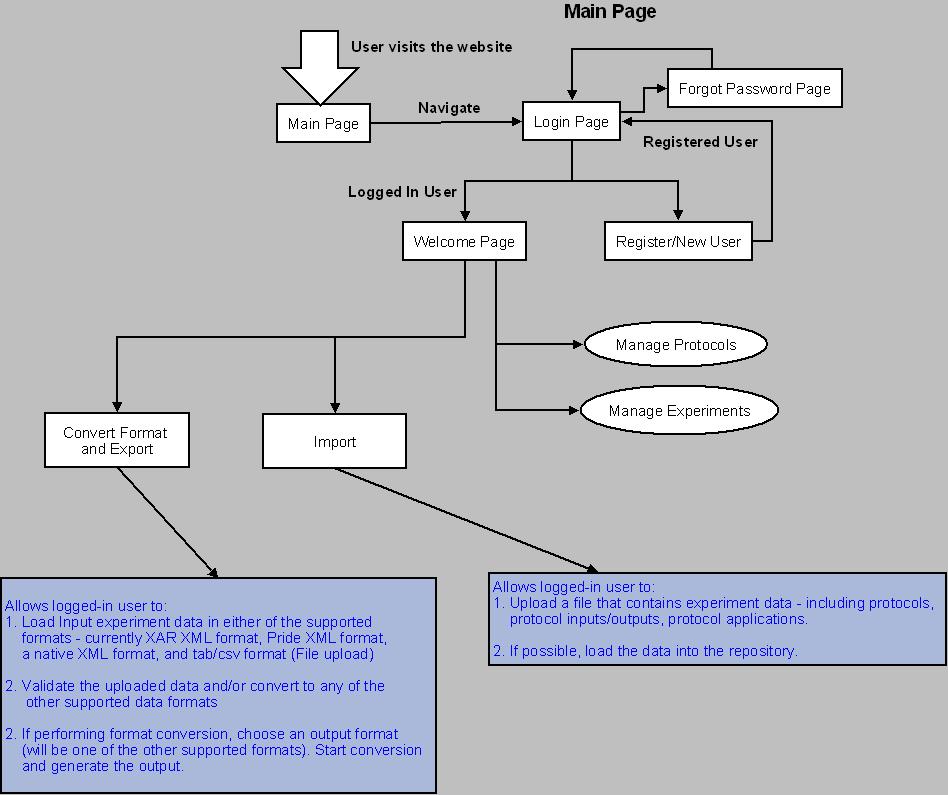 Main Page
User visits the website
Forgot Password Page
Navigate
Main Page
Login Page
Registered User
Logged In User
Welcome Page
Register/New User
Manage Protocols
Manage Experiments
Convert Format
and Export
Import
Allows logged-in user to:
1. Load Input experiment data in either of the supported
formats - currently XAR XML format, Pride XML format,
a native XML format, and tab/csv format (File upload)
2. Validate the uploaded data and/or convert to any of the
other supported data formats
2. If performing format conversion, choose an output format
(will be one of the other supported formats). Start conversion
and generate the output.
Allows logged-in user to:
1. Upload a file that contains experiment data - including protocols,
protocol inputs/outputs, protocol applications.
2. If possible, load the data into the repository.